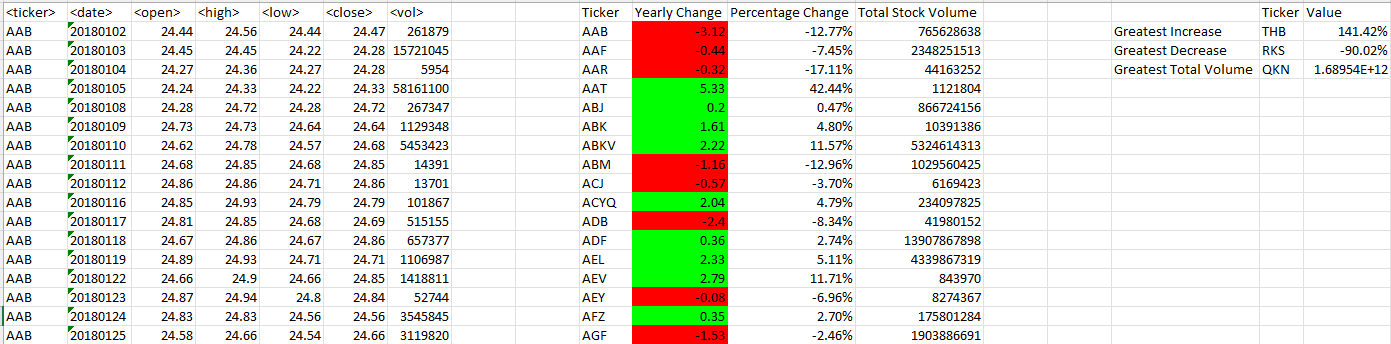 <ticker> <date> <open> <high> <low> <close> <vol> Ticker Yearly Change Percentage Change Total Stock Volume Ticker Value
AAB 20180102 24.44 24.56 24.44 24.47 261879 AAB -3.12 -12.77% 765628638 Greatest Increase THB 141.42%
AAB 20180103 24.45 24.45 24.22 24.28 15721045 AAF -0.44 -7.45% 2348251513 Greatest Decrease RKS -90.02%
AAB 20180104 24.27 24.36 24.27 24.28 5954 AAR -0.32 -17.11% 44163252 Greatest Total Volume QKN 1.68954E+12
AAB 20180105 24.24 24.33 24.22 24.33 58161100 AAT 5.33 42.44% 1121804
AAB 20180108 24.28 24.72 24.28 24.72 267347 ABJ 0.2 0.47% 866724156
AAB 20180109 24.73 24.73 24.64 24.64 1129348 ABK 1.61 4.80% 10391386
AAB 20180110 24.62 24.78 24.57 24.68 5453423 ABKV 2.22 11.57% 5324614313
AAB 20180111 24.68 24.85 24.68 24.85 14391 ABM -1.16 -12.96% 1029560425
AAB 20180112 24.86 24.86 24.71 24.86 13701 ACJ -0.57 -3.70% 6169423
AAB 20180116 24.85 24.93 24.79 24.79 101867 ACYQ 2.04 4.79% 234097825
AAB 20180117 24.81 24.85 24.68 24.69 515155 ADB -2.4 -8.34% 41980152
AAB 20180118 24.67 24.86 24.67 24.86 657377 ADF 0.36 2.74% 13907867898
AAB 20180119 24.89 24.93 24.71 24.71 1106987 AEL 2.33 5.11% 4339867319
AAB 20180122 24.66 24.9 24.66 24.85 1418811 AEV 2.79 11.71% 843970
AAB 20180123 24.87 24.94 24.8 24.84 52744 AEY -0.08 -6.96% 8274367
AAB 20180124 24.83 24.83 24.56 24.56 3545845 AFZ 0.35 2.70% 175801284
AAB 20180125 24.58 24.66 24.54 24.66 3119820 AGF -1.53 -2.46% 1903886691